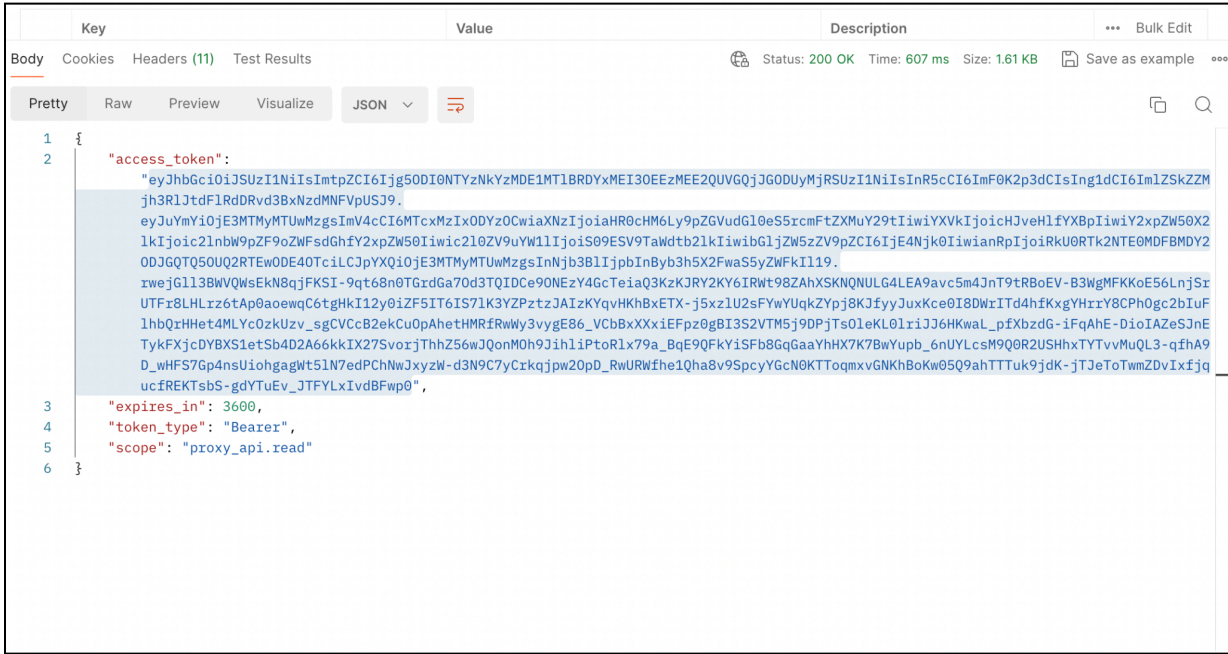 Key Value Description ••• Bulk Edit
Body Cookies Headers (11) Test Results Status: 200 OK Time: 607 ms Size: 1.61 KB Save as example
Pretty Raw Preview Visualize JSON
1 {
2 "access_token":
"eyJhbGciOiJSUzI1NiIsImtpZCI6Ijg5ODI0NTYzNkYzMDE1MTlBRDYxMEI3OEEzMEE2QUVGQjJGODUyMjRSUzI1NiIsInR5cCI6ImF0K2p3dCIsIng1dCI6ImlZSkZZM
jh3RlJtdFlRdDRvd3BxNzdMNFVpUSJ9.
eyJuYmYiOjE3MTMyMTUwMzgsImV4cCI6MTcxMzIxODYzOCwiaXNzIjoiaHR0cHM6Ly9pZGVudGl0eS5rcmFtZXMuY29tIiwiYXVkIjoicHJveHlfYXBpIiwiY2xpZW50X2
lkIjoic2lnbW9pZF9oZWFsdGhfY2xpZW50Iiwic2l0ZV9uYW1lIjoiS09ESV9TaWdtb2lkIiwibGljZW5zZV9pZCI6IjE4Njk0IiwianRpIjoiRkU0RTk2NTE0MDFBMDY2
ODJGQTQ5OUQ2RTEwODE4OTciLCJpYXQiOjE3MTMyMTUwMzgsInNjb3BlIjpbInByb3h5X2FwaS5yZWFkIl19.
rwejGll3BWVQWsEkN8qjFKSI-9qt68n0TGrdGa7Od3TQIDCe9ONEzY4GcTeiaQ3KzKJRY2KY6IRWt98ZAhXSKNQNULG4LEA9avc5m4JnT9tRBoEV-B3WgMFKKoE56LnjSr
UTFr8LHLrz6tAp0aoewqC6tgHkI12y0iZF5IT6IS7lK3YZPztzJAIzKYqvHKhBxETX-j5xzlU2sFYwYUqkZYpj8KJfyyJuxKce0I8DWrITd4hfKxgYHrrY8CPhOgc2bIuF
lhbQrHHet4MLYcOzkUzv_sgCVCcB2ekCuOpAhetHMRfRwWy3vygE86_VCbBxXXxiEFpz0gBI3S2VTM5j9DPjTsOleKL0lriJJ6HKwaL_pfXbzdG-iFqAhE-DioIAZeSJnE
TykFXjcDYBXS1etSb4D2A66kkIX27SvorjThhZ56wJQonMOh9JihliPtoRlx79a_BqE9QFkYiSFb8GqGaaYhHX7K7BwYupb_6nUYLcsM9Q0R2USHhxTYTvvMuQL3-qfhA9
D_wHFS7Gp4nsUiohgagWt5lN7edPChNwJxyzW-d3N9C7yCrkqjpw2OpD_RwURWfhe1Qha8v9SpcyYGcN0KTToqmxvGNKhBoKw05Q9ahTTTuk9jdK-jTJeToTwmZDvIxfjq
ucfREKTsbS-gdYTuEv_JTFYLxIvdBFwp0",
3 "expires_in": 3600,
4 "token_type": "Bearer",
5 "scope": "proxy_api.read"
6 }